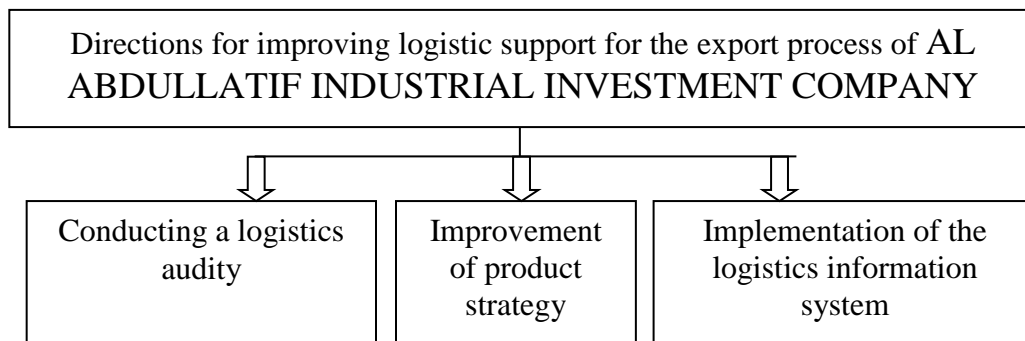 Directions for improving logistic support for the export process of AL
ABDULLATIF INDUSTRIAL INVESTMENT COMPANY
Conducting a logistics
audity
Improvement
of product
strategy
Implementation of the
logistics information
system